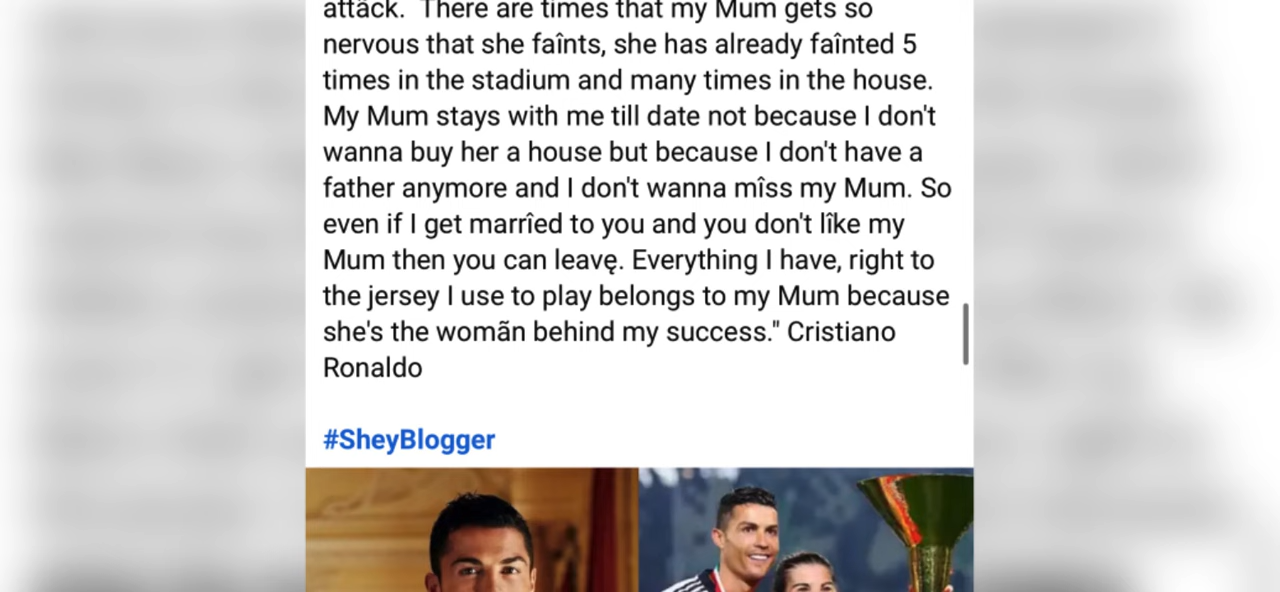 attâck.  There are times that my Mum gets so
nervous that she faînts, she has already faînted 5
times in the stadium and many times in the house.
My Mum stays with me till date not because I don't
wanna buy her a house but because I don't have a
father anymore and I don't wanna mîss my Mum. So
even if I get marrîed to you and you don't lîke my
Mum then you can leavę. Everything I have, right to
the jersey I use to play belongs to my Mum because
she's the womãn behind my success." Cristiano
Ronaldo
#SheyBlogger